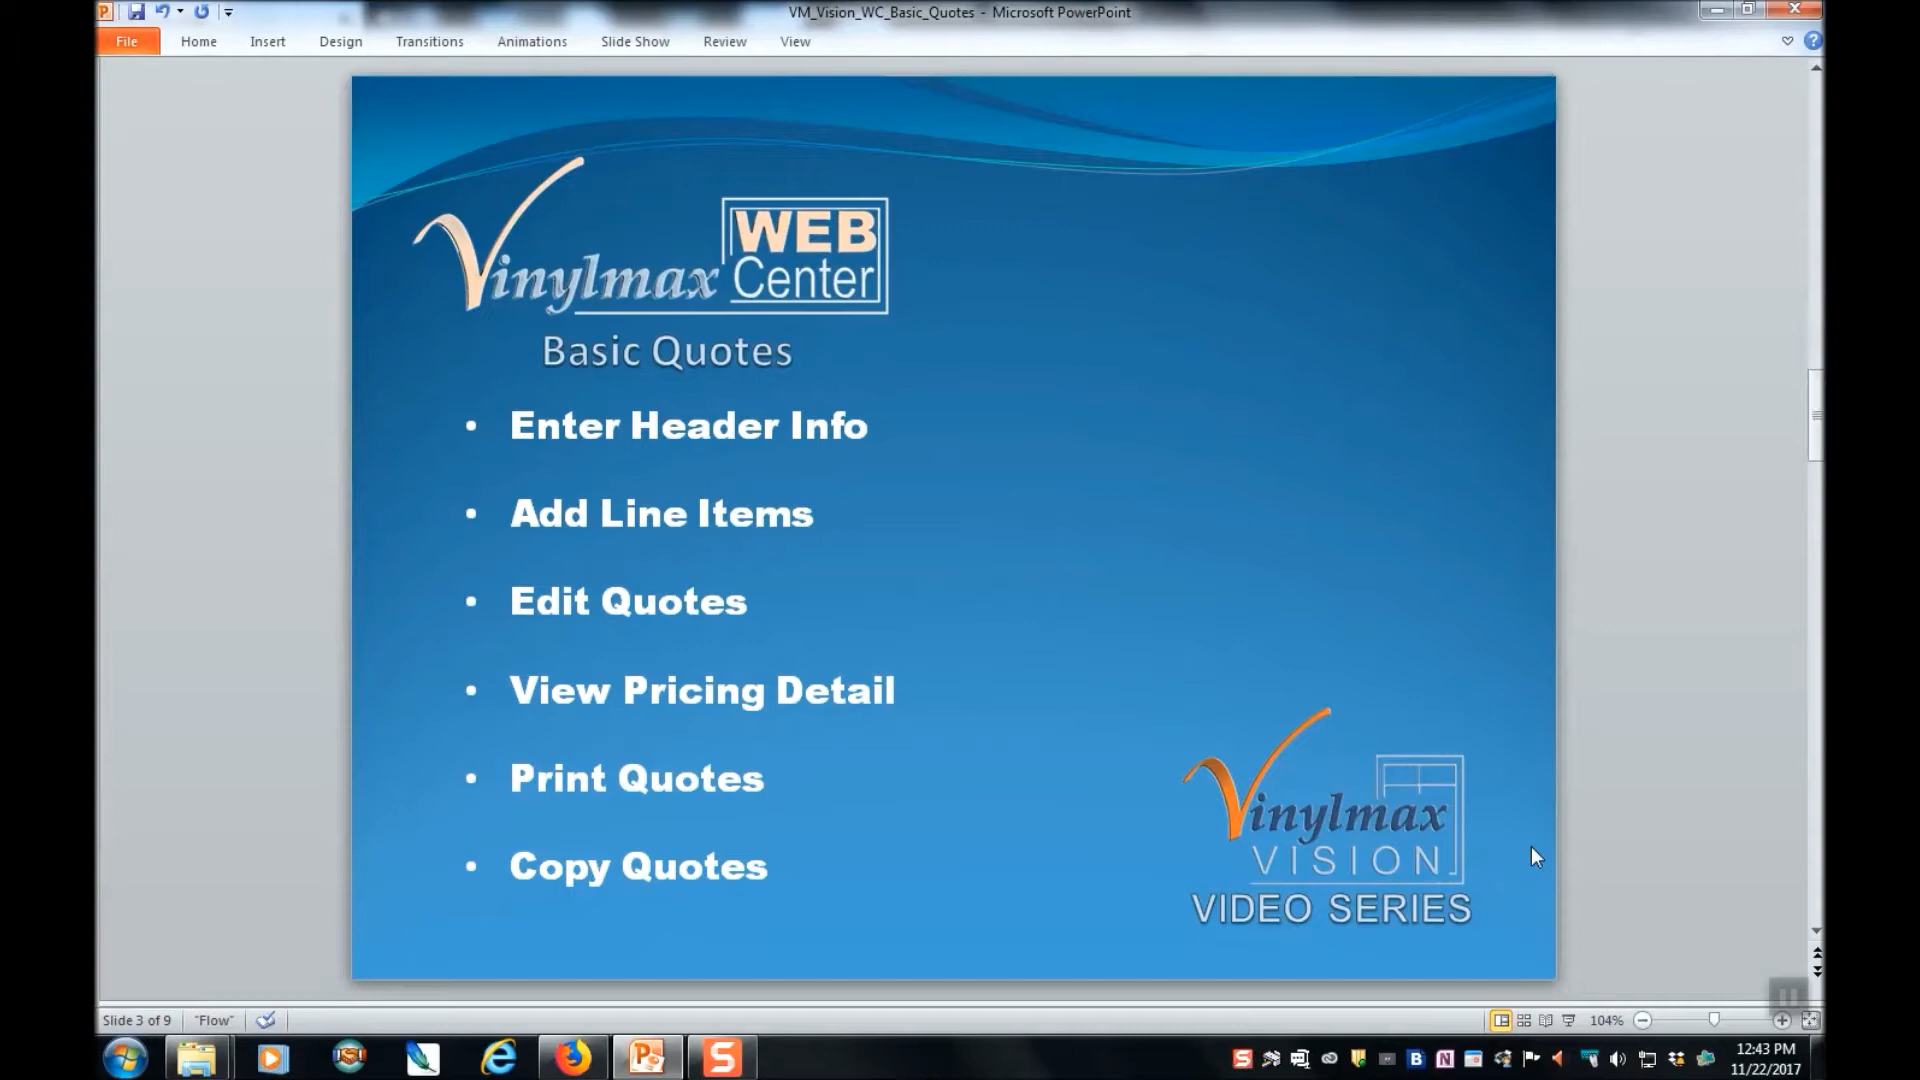 VM_Vision_WC_Basic_Quotes - Microsoft PowerPoint
File Home Insert Design Transitions Animations Slide Show Review View
Vinylmax WEB Center
Basic Quotes
• Enter Header Info
• Add Line Items
• Edit Quotes
• View Pricing Detail
• Print Quotes
• Copy Quotes
Vinylmax
VISION
VIDEO SERIES
Slide 3 of 9 "Flow" 104%
12:43 PM
11/22/2017